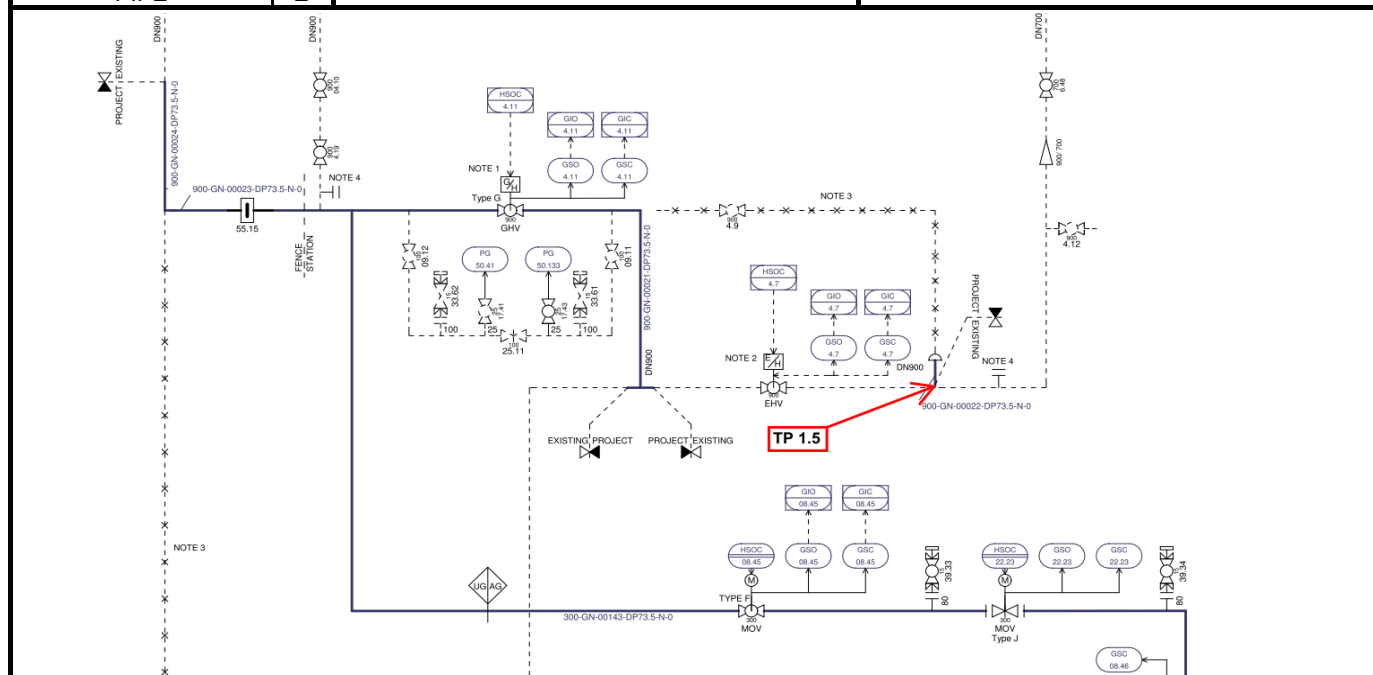 DN900
DN900
DN700
PROJECT EXISTING
900
04.10
700
6.48
HSOC
4.11
GIO
4.11
GIC
4.11
900-GN-00024-DP73.5-N-0
900
4.19
NOTE 1
G/H
GSO
4.11
GSC
4.11
900/ 700
NOTE 4
900-GN-00023-DP73.5-N-0
Type G
NOTE 3
900
GHV
900
4.9
900
4.12
55.15
FENCE
STATION
100
09.12
PG
50.41
PG
50.133
100
09.11
900-GN-00021-DP73.5-N-0
HSOC
4.7
GIO
4.7
GIC
4.7
PROJECT EXISTING
15
33.62
25
17.41
25
17.43
15
33.61
100
25
25
100
100
25.11
GSO
4.7
GSC
4.7
NOTE 2
E/H
DN900
NOTE 4
DN900
900
EHV
900-GN-00022-DP73.5-N-0
TP 1.5
EXISTING PROJECT
PROJECT EXISTING
GIO
08.45
GIC
08.45
NOTE 3
HSOC
08.45
GSO
08.45
GSC
08.45
HSOC
22.23
GSO
22.23
GSC
22.23
15
39.33
15
39.34
UG AG
M
M
TYPE F
80
80
300-GN-00143-DP73.5-N-0
300
MOV
300
MOV
Type J
GSC
08.46